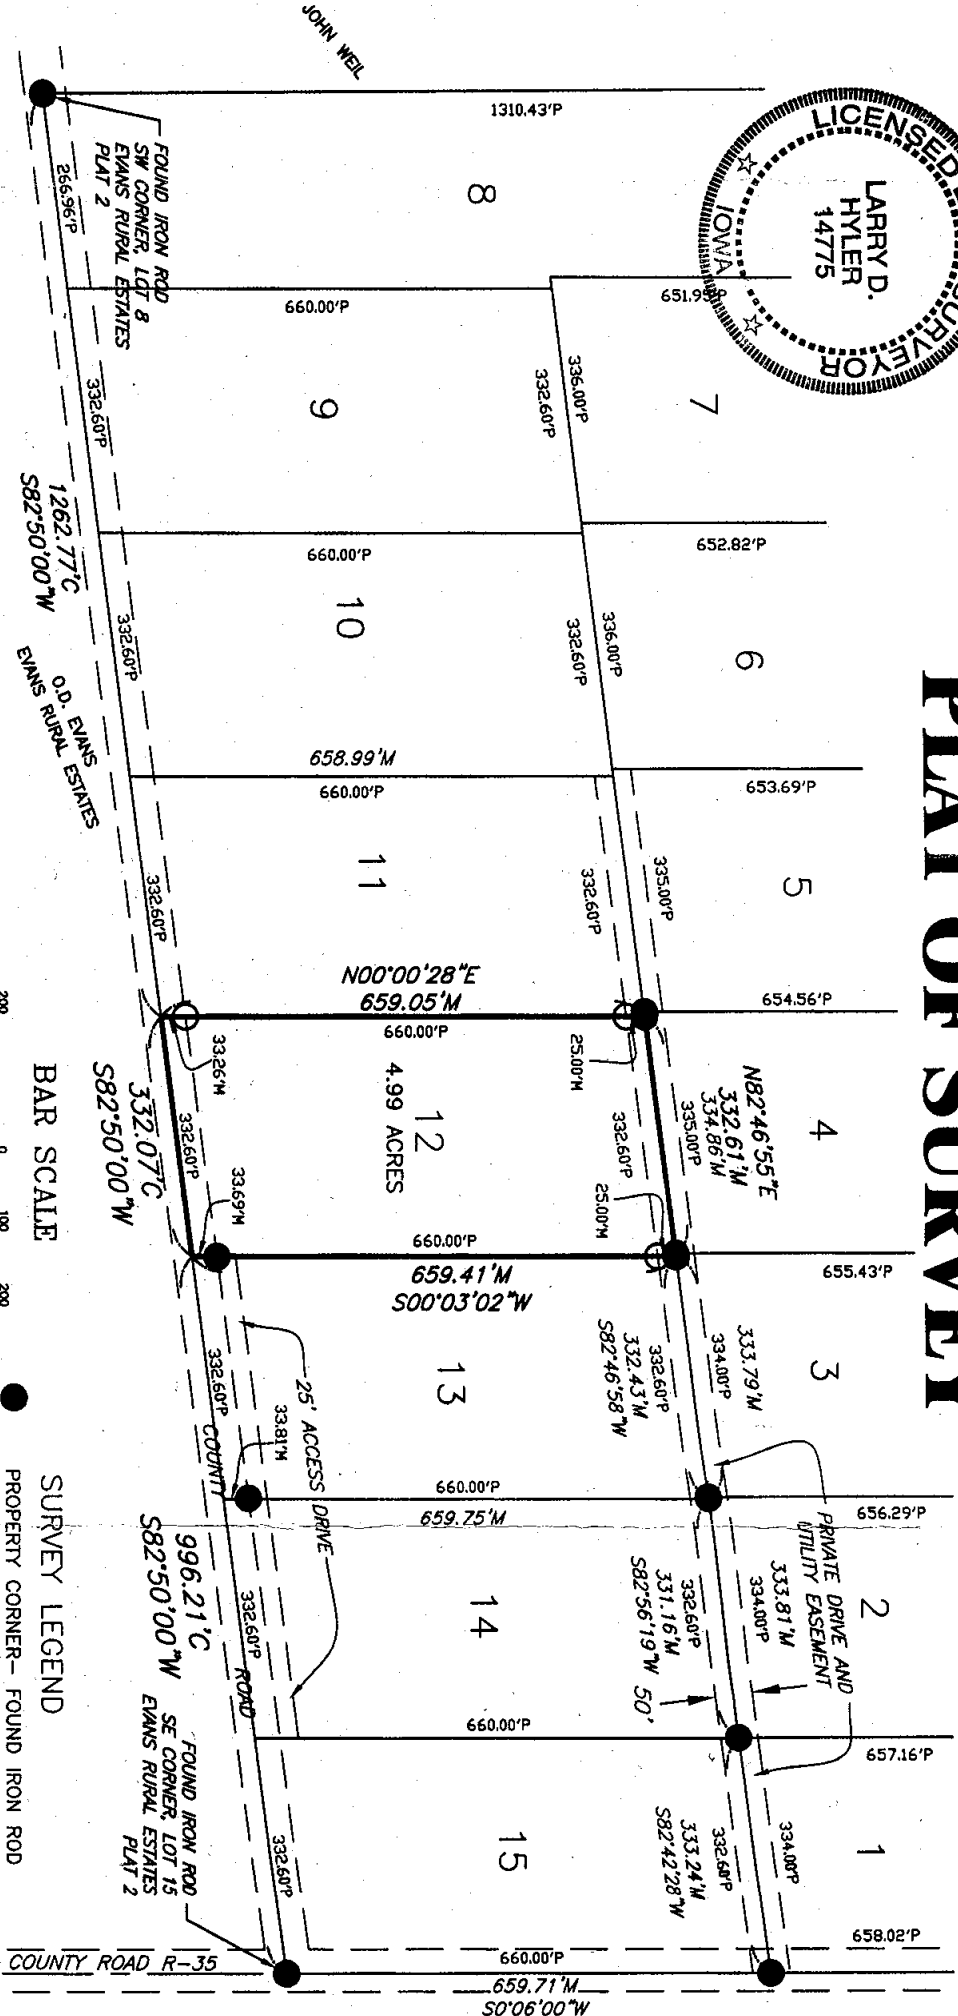 PLAT OF SURVEY
LICENSED
SURVEYOR
IOWA
LARRY D.
HYLER
14775
JOHN WEIL
1310.43'P
8
651.95'P
7
652.82'P
6
653.69'P
5
654.56'P
4
655.43'P
3
656.29'P
2
657.16'P
1
658.02'P
336.00'P
332.60'P
336.00'P
332.60'P
335.00'P
332.60'P
N82°46'55"E
332.61'M
334.86'M
335.00'P
332.60'P
333.79'M
334.00'P
332.60'P
332.43'M
S82°46'58"W
PRIVATE DRIVE AND
UTILITY EASEMENT
333.81'M
334.00'P
332.60'P
331.16'M
S82°56'19"W
50'
334.00'P
332.60'P
333.24'M
S82°42'28"W
660.00'P
9
660.00'P
10
658.99'M
660.00'P
11
N00°00'28"E
659.05'M
660.00'P
25.00'M
33.26'M
12
4.99 ACRES
25.00'M
33.69'M
660.00'P
659.41'M
S00°03'02"W
13
25' ACCESS DRIVE
33.81'M
660.00'P
659.75'M
14
660.00'P
15
660.00'P
659.71'M
S0°06'00"W
COUNTY ROAD R-35
FOUND IRON ROD
SW CORNER, LOT 8
EVANS RURAL ESTATES
PLAT 2
266.96'P
332.60'P
332.60'P
332.60'P
332.60'P
332.60'P
332.60'P
332.60'P
COUNTY
ROAD
1262.77'C
S82°50'00"W
O.D. EVANS
EVANS RURAL ESTATES
332.07'C
S82°50'00"W
996.21'C
S82°50'00"W
FOUND IRON ROD
SE CORNER, LOT 15
EVANS RURAL ESTATES
PLAT 2
BAR SCALE
200
0
100
200
SURVEY LEGEND
PROPERTY CORNER- FOUND IRON ROD